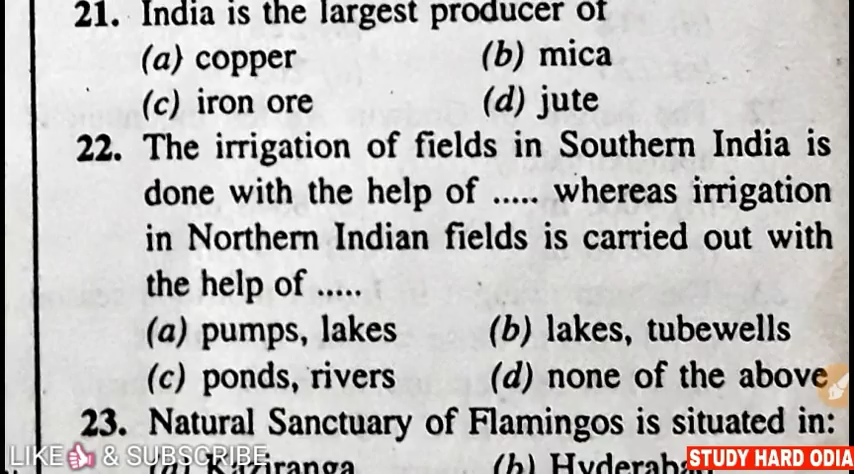 21. India is the largest producer of
(a) copper (b) mica
(c) iron ore (d) jute
22. The irrigation of fields in Southern India is
done with the help of ..... whereas irrigation
in Northern Indian fields is carried out with
the help of .....
(a) pumps, lakes (b) lakes, tubewells
(c) ponds, rivers (d) none of the above
23. Natural Sanctuary of Flamingos is situated in:
(a) Kaziranga (b)
LIKE & SUBSCRIBE
STUDY HARD ODIA